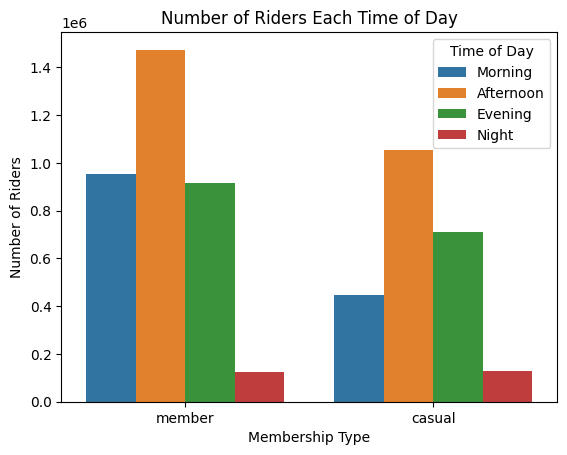 Number of Riders Each Time of Day
1e6
Time of Day
Morning
Afternoon
Evening
Night
Number of Riders
1.4
1.2
1.0
0.8
0.6
0.4
0.2
0.0
member
casual
Membership Type